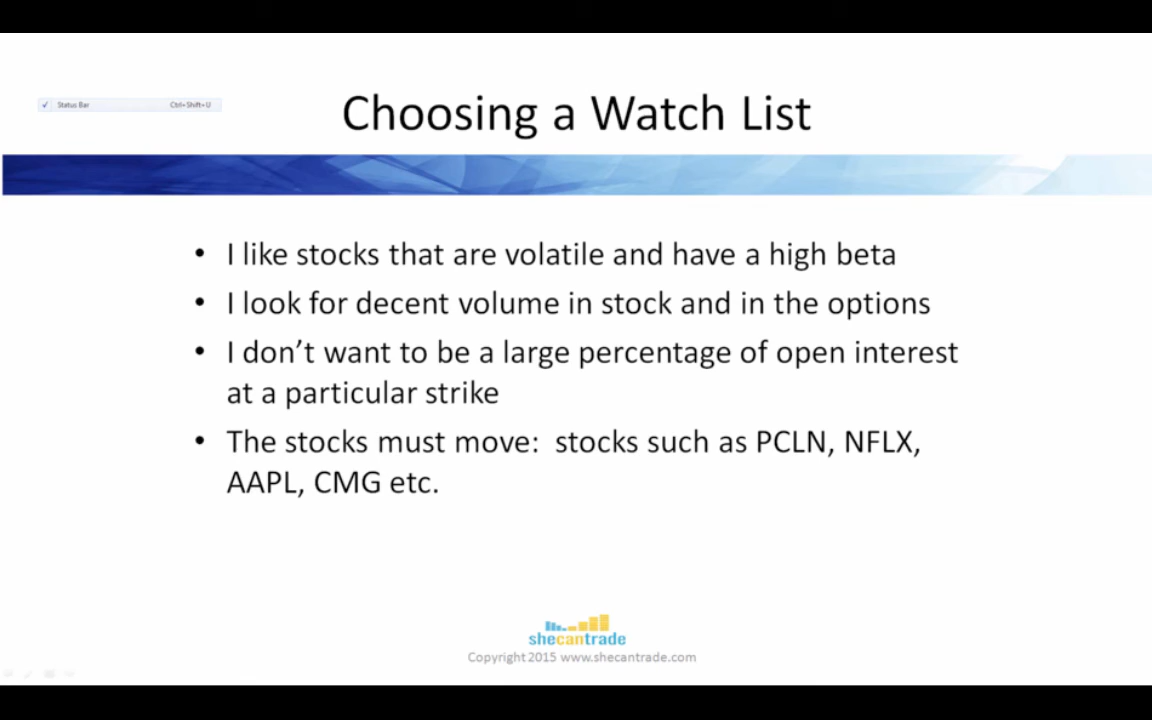 Status Bar Ctrl+Shift+U
Choosing a Watch List
• I like stocks that are volatile and have a high beta
• I look for decent volume in stock and in the options
• I don’t want to be a large percentage of open interest
at a particular strike
• The stocks must move:  stocks such as PCLN, NFLX,
AAPL, CMG etc.
shecantrade
Copyright 2015 www.shecantrade.com